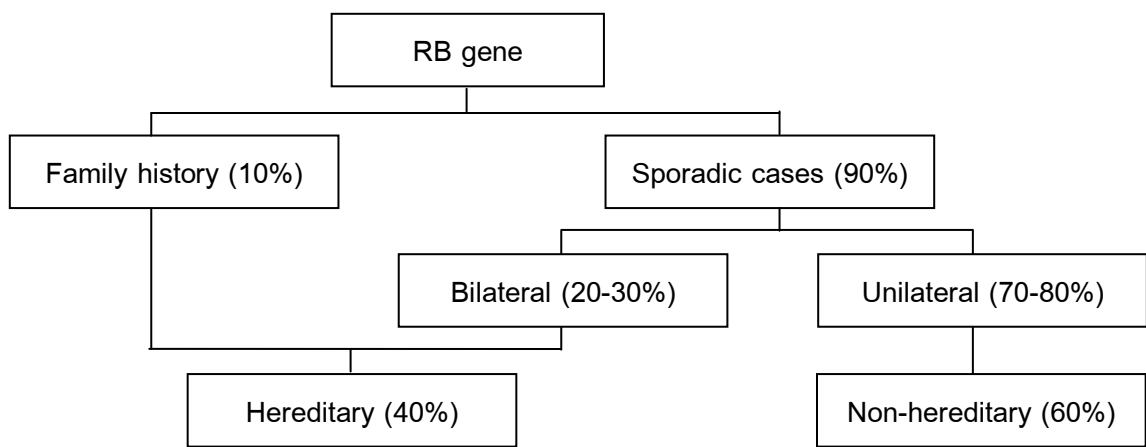 RB gene
Family history (10%)
Sporadic cases (90%)
Bilateral (20-30%)
Unilateral (70-80%)
Hereditary (40%)
Non-hereditary (60%)